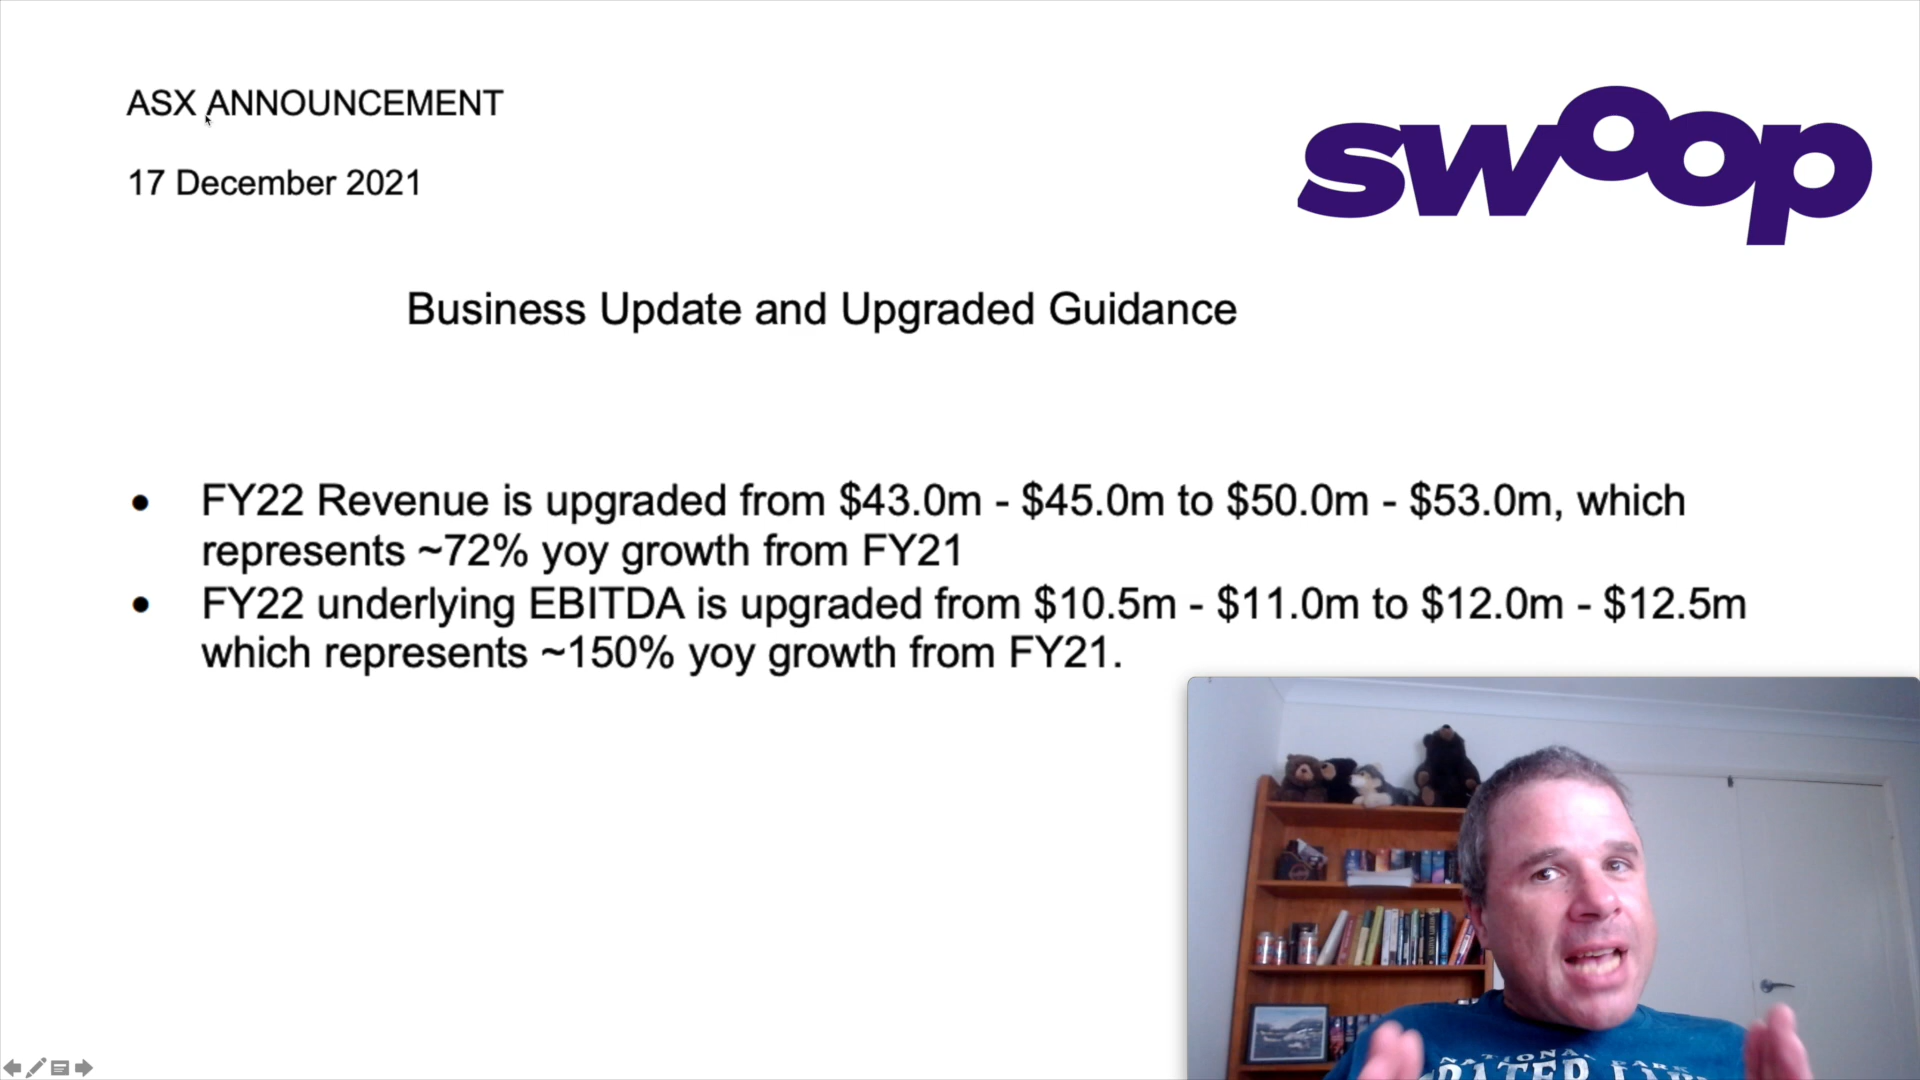 ASX ANNOUNCEMENT
swoop
17 December 2021
Business Update and Upgraded Guidance
• FY22 Revenue is upgraded from $43.0m - $45.0m to $50.0m - $53.0m, which
represents ~72% yoy growth from FY21
• FY22 underlying EBITDA is upgraded from $10.5m - $11.0m to $12.0m - $12.5m
which represents ~150% yoy growth from FY21.
NATIONAL PARK